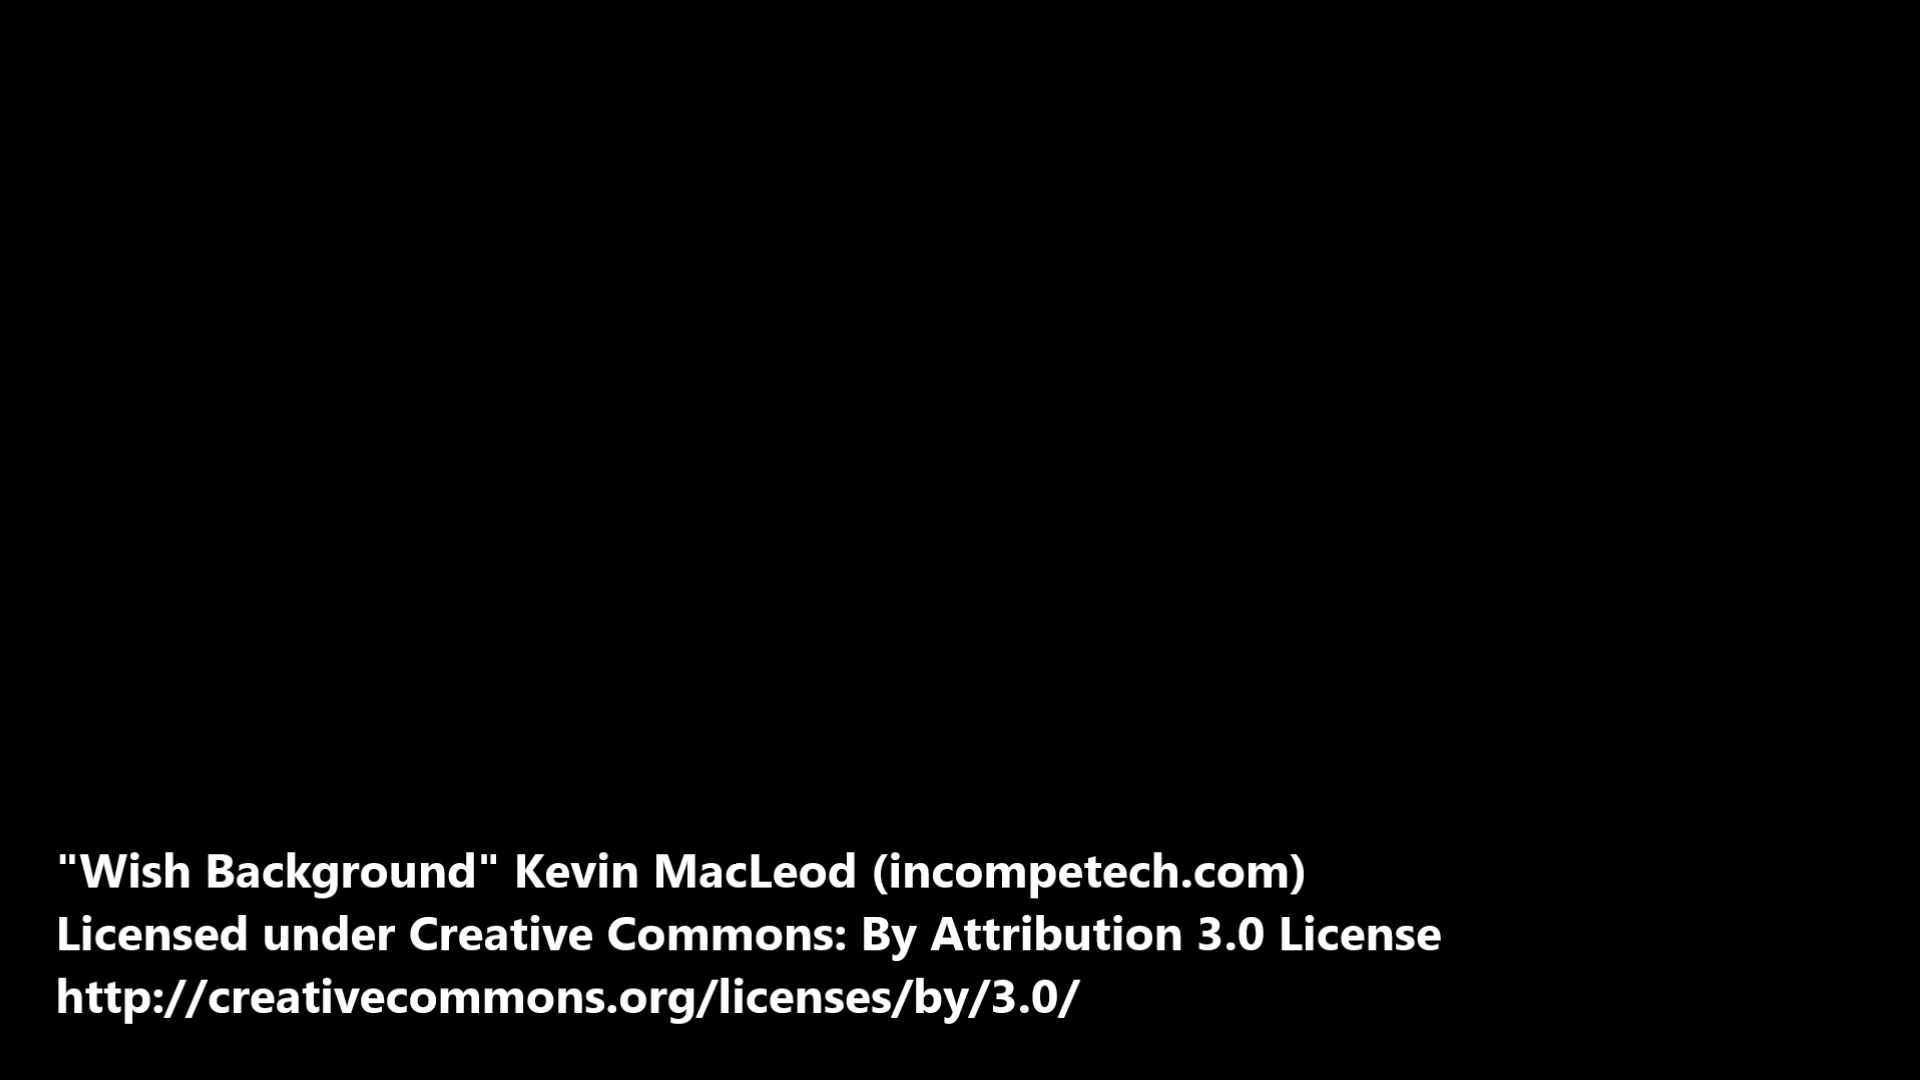 "Wish Background" Kevin MacLeod (incompetech.com)
Licensed under Creative Commons: By Attribution 3.0 License
http://creativecommons.org/licenses/by/3.0/